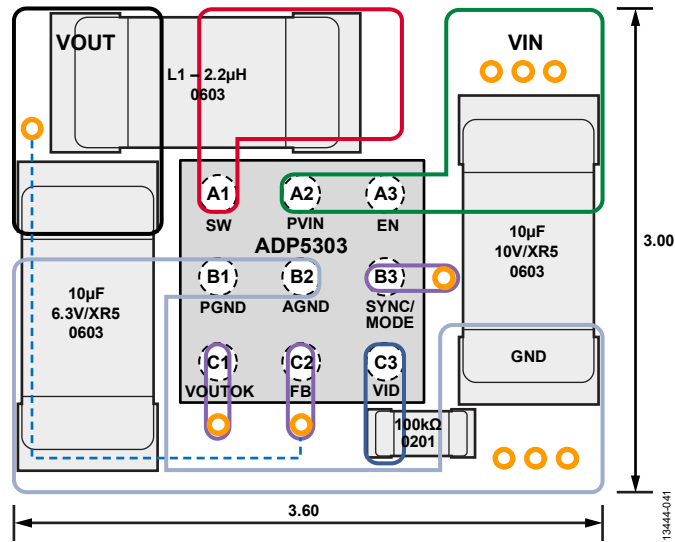 VOUT
L1 – 2.2µH
0603
VIN
A1
A2
A3
SW
PVIN
EN
ADP5303
10µF
10V/XR5
0603
3.00
B1
B2
B3
PGND
AGND
SYNC/
MODE
10µF
6.3V/XR5
0603
GND
C1
C2
C3
VOUTOK
FB
VID
100kΩ
0201
3.60
13444-041